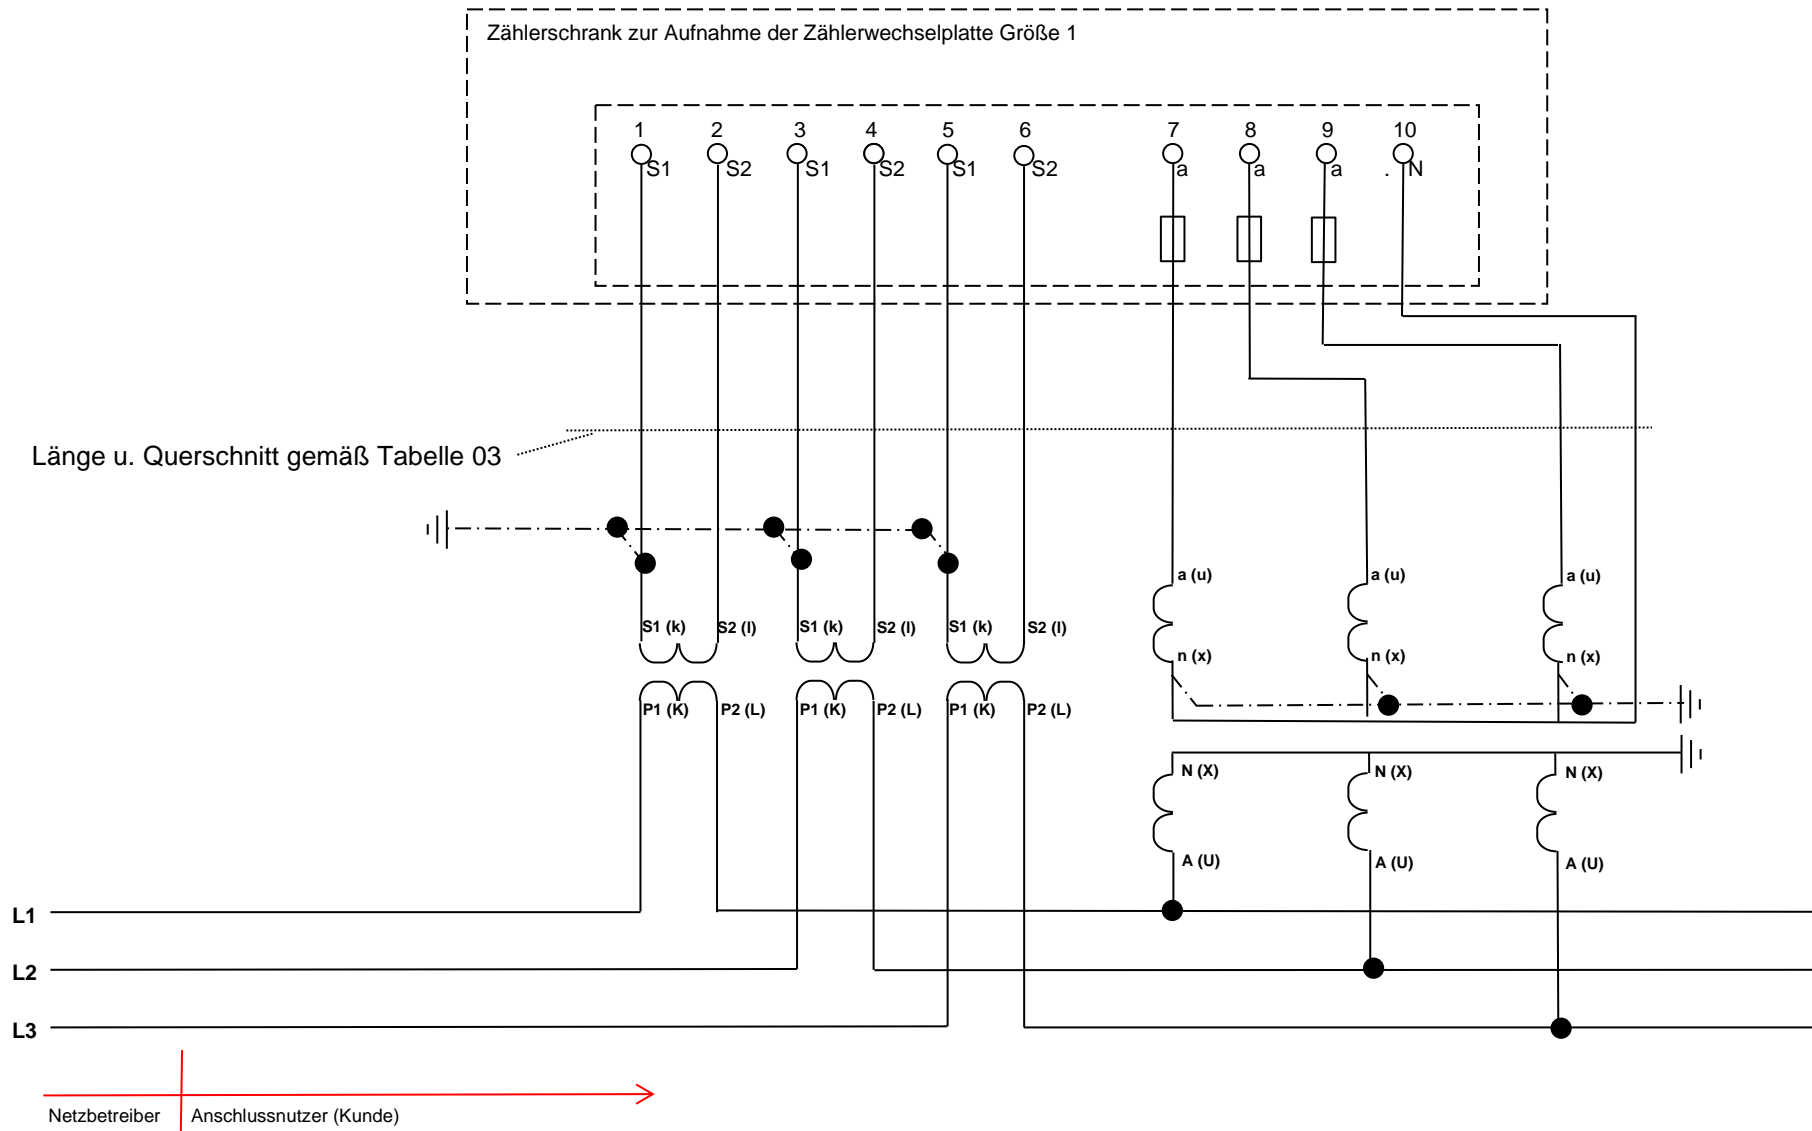 Zählerschrank zur Aufnahme der Zählerwechselplatte Größe 1
1 2 3 4 5 6 7 8 9 10
S1 S2 S1 S2 S1 S2 a a a . N
Länge u. Querschnitt gemäß Tabelle 03
a (u) a (u) a (u)
S1 (k) S2 (l) S1 (k) S2 (l) S1 (k) S2 (l)
n (x) n (x) n (x)
P1 (K) P2 (L) P1 (K) P2 (L) P1 (K) P2 (L)
N (X) N (X) N (X)
A (U) A (U) A (U)
L1
L2
L3
Netzbetreiber Anschlussnutzer (Kunde)